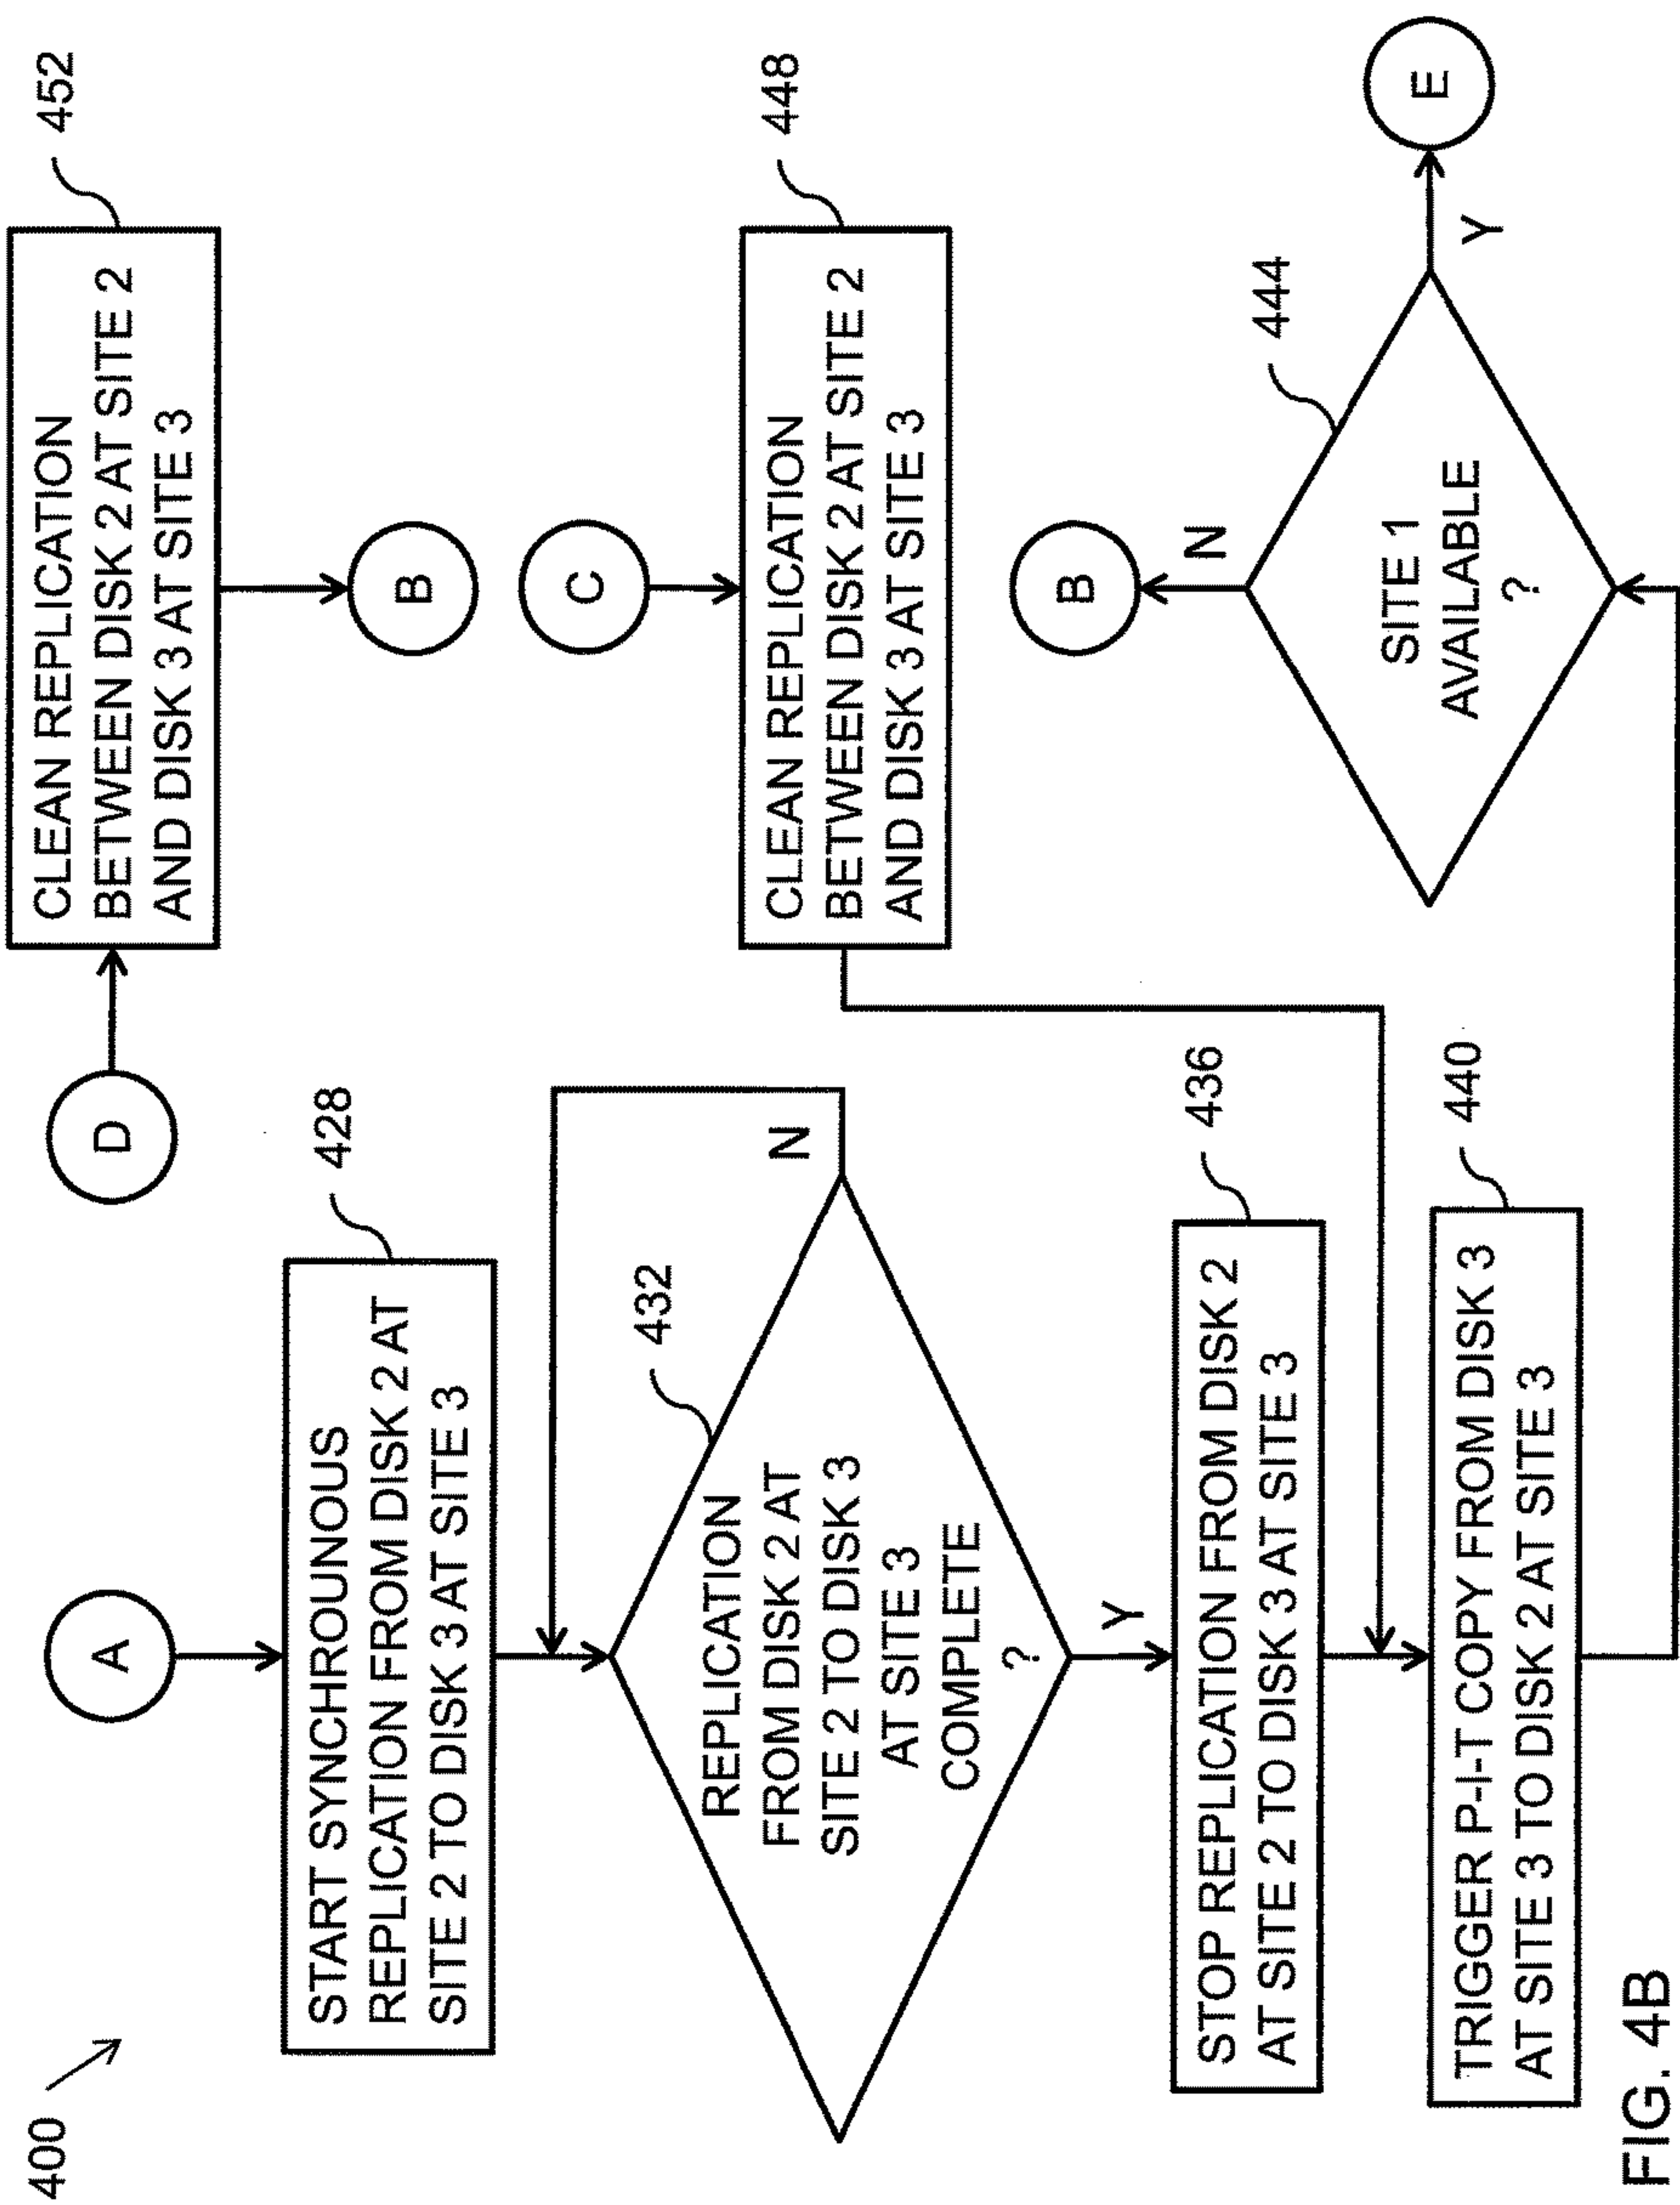 400
A
START SYNCHROUNOUS
REPLICATION FROM DISK 2 AT
SITE 2 TO DISK 3 AT SITE 3
428
REPLICATION
FROM DISK 2 AT
SITE 2 TO DISK 3
AT SITE 3
COMPLETE
?
432
N
Y
STOP REPLICATION FROM DISK 2
AT SITE 2 TO DISK 3 AT SITE 3
436
TRIGGER P-I-T COPY FROM DISK 3
AT SITE 3 TO DISK 2 AT SITE 3
440
D
CLEAN REPLICATION
BETWEEN DISK 2 AT SITE 2
AND DISK 3 AT SITE 3
452
B
C
CLEAN REPLICATION
BETWEEN DISK 2 AT SITE 2
AND DISK 3 AT SITE 3
448
B
N
SITE 1
AVAILABLE
?
444
Y
E
FIG. 4B